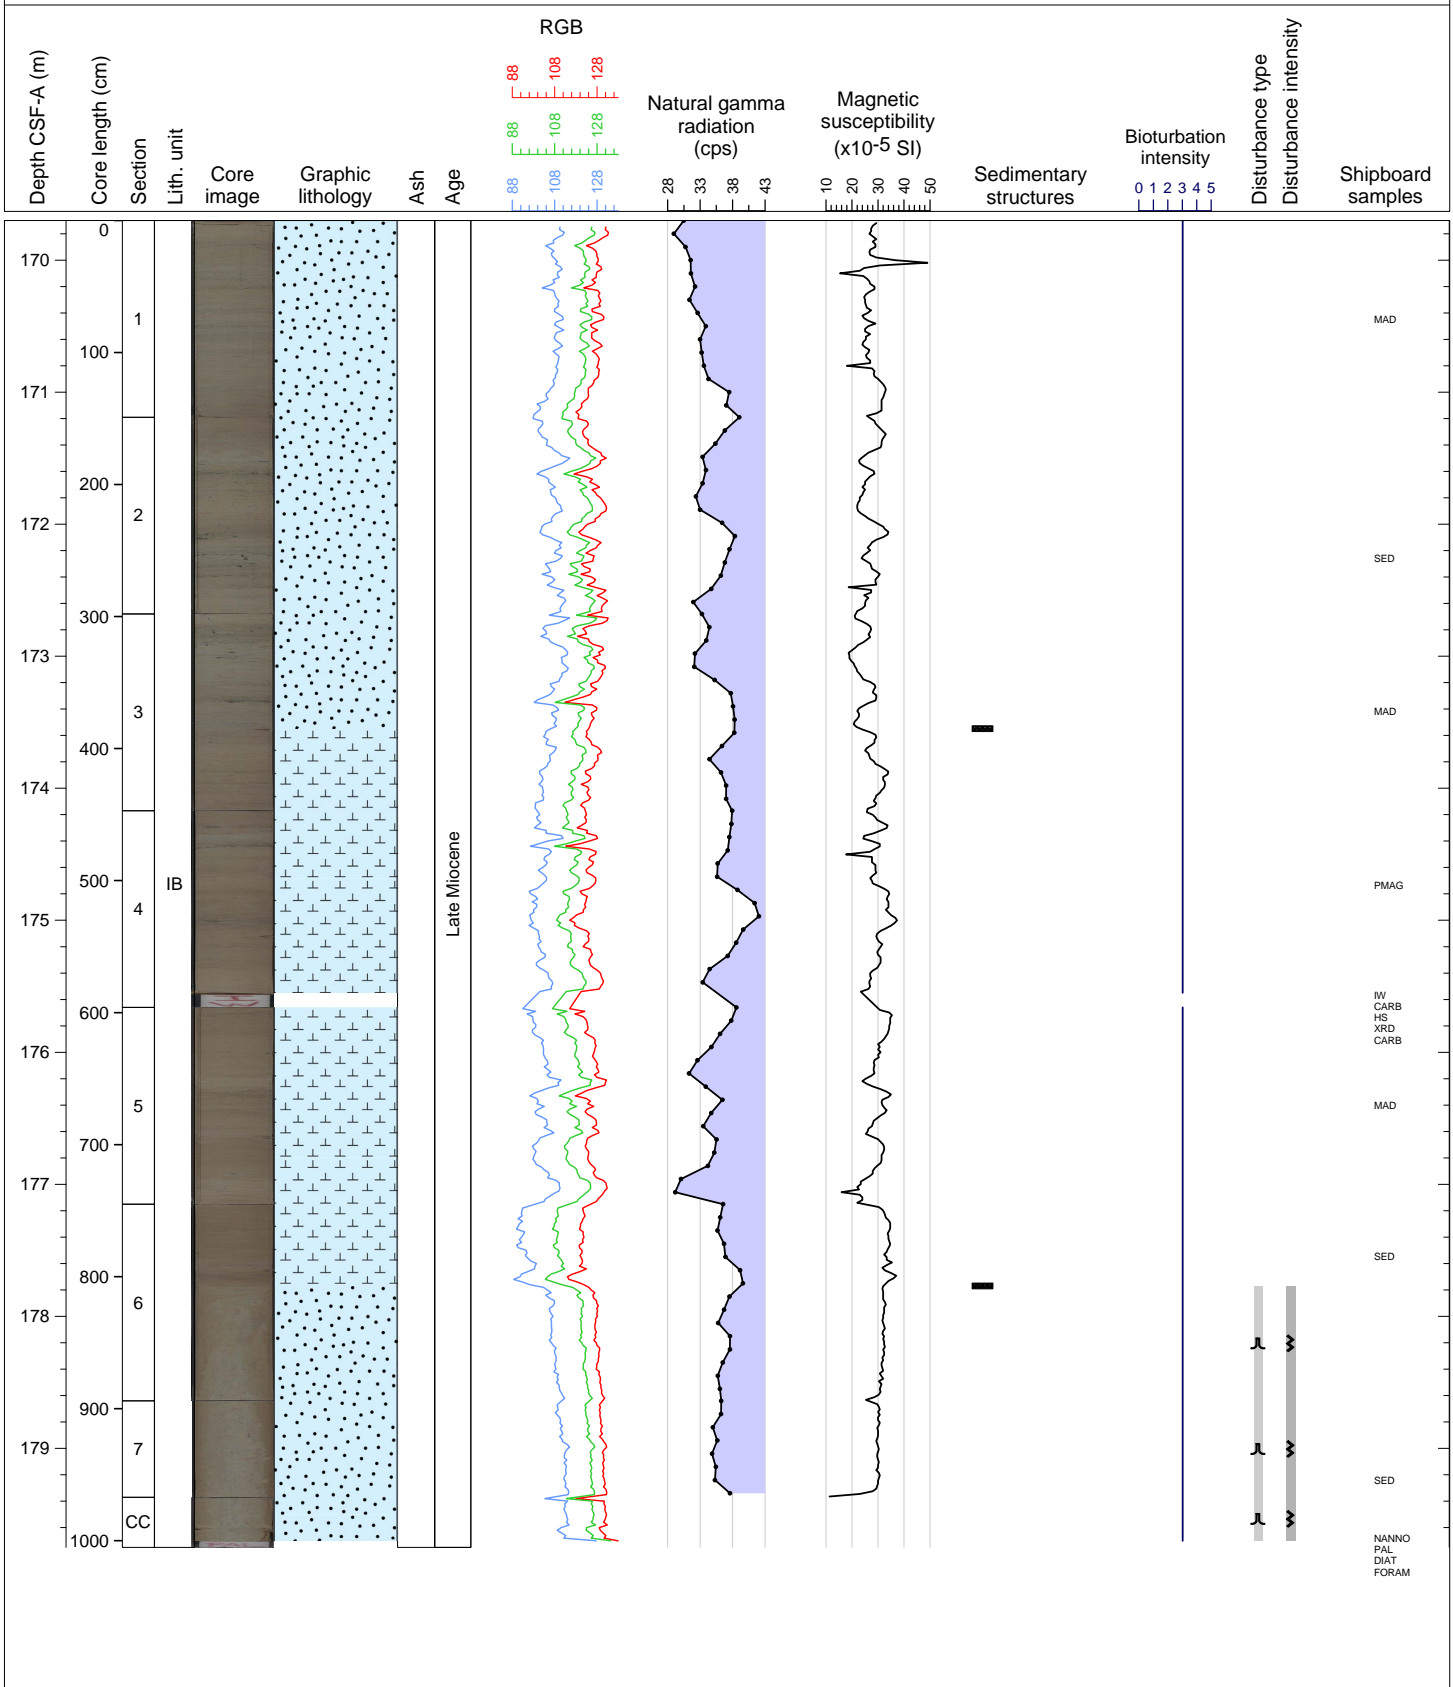 RGB
Depth CSF-A (m)
Core length (cm)
Section
Lith. unit
Core
image
Graphic
lithology
Ash
Age
88 108 128
88 108 128
88 108 128
Natural gamma
radiation
(cps)
28 33 38 43
Magnetic
susceptibility
(x10-5 SI)
10 20 30 40 50
Sedimentary
structures
Bioturbation
intensity
0 1 2 3 4 5
Disturbance type
Disturbance intensity
Shipboard
samples
170
171
172
173
174
175
176
177
178
179
0
100
200
300
400
500
600
700
800
900
1000
1
2
3
4
5
6
7
CC
IB
Late Miocene
MAD
SED
MAD
PMAG
IW
CARB
HS
XRD
CARB
MAD
SED
SED
NANNO
PAL
DIAT
FORAM